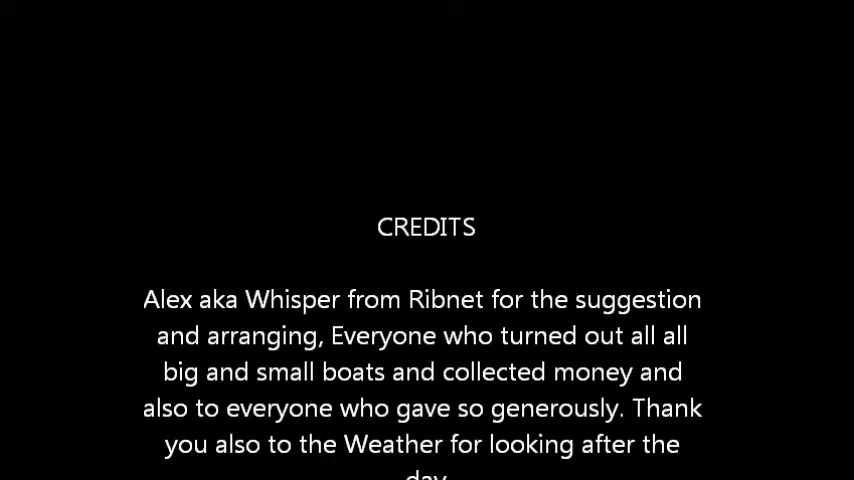 CREDITS
Alex aka Whisper from Ribnet for the suggestion
and arranging, Everyone who turned out all all
big and small boats and collected money and
also to everyone who gave so generously. Thank
you also to the Weather for looking after the
day